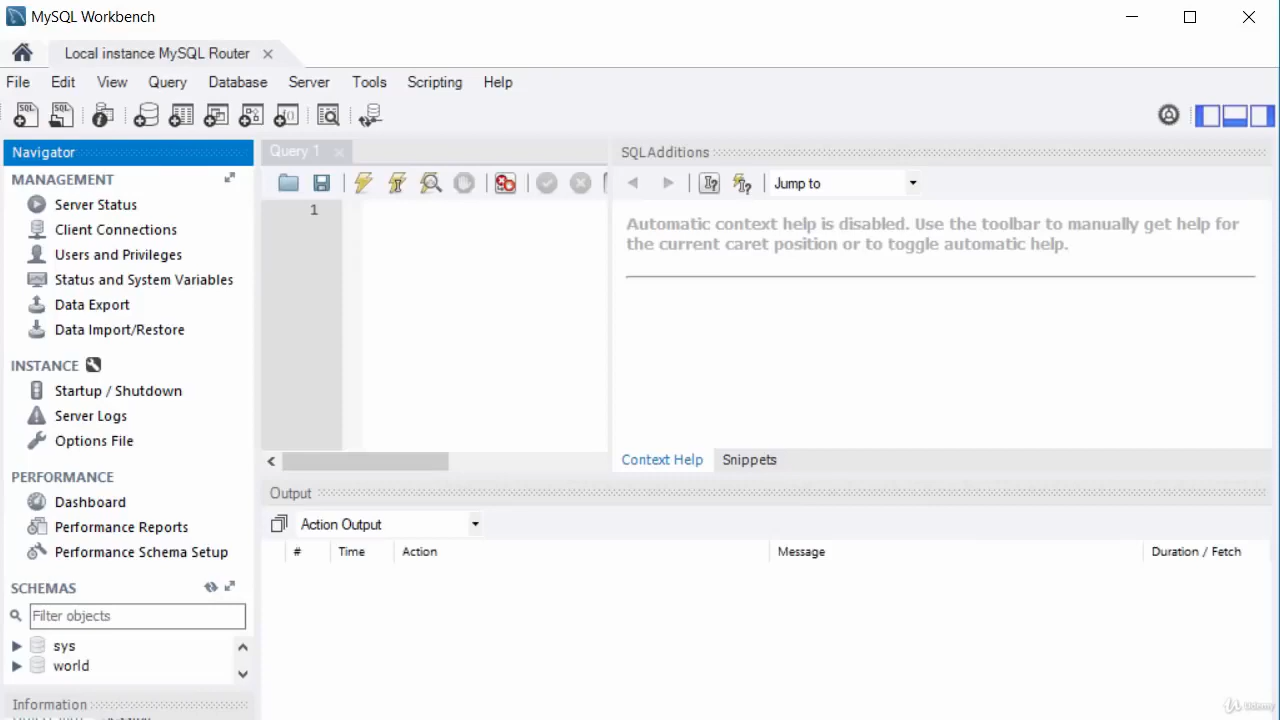 MySQL Workbench
Local instance MySQL Router
File Edit View Query Database Server Tools Scripting Help
SQL SQL
Navigator
MANAGEMENT
Server Status
Client Connections
Users and Privileges
Status and System Variables
Data Export
Data Import/Restore
INSTANCE
Startup / Shutdown
Server Logs
Options File
PERFORMANCE
Dashboard
Performance Reports
Performance Schema Setup
SCHEMAS
Filter objects
sys
world
Information
Query 1
1
SQLAdditions
Jump to
Automatic context help is disabled. Use the toolbar to manually get help for
the current caret position or to toggle automatic help.
Context Help Snippets
Output
Action Output
# Time Action Message Duration / Fetch
Udemy